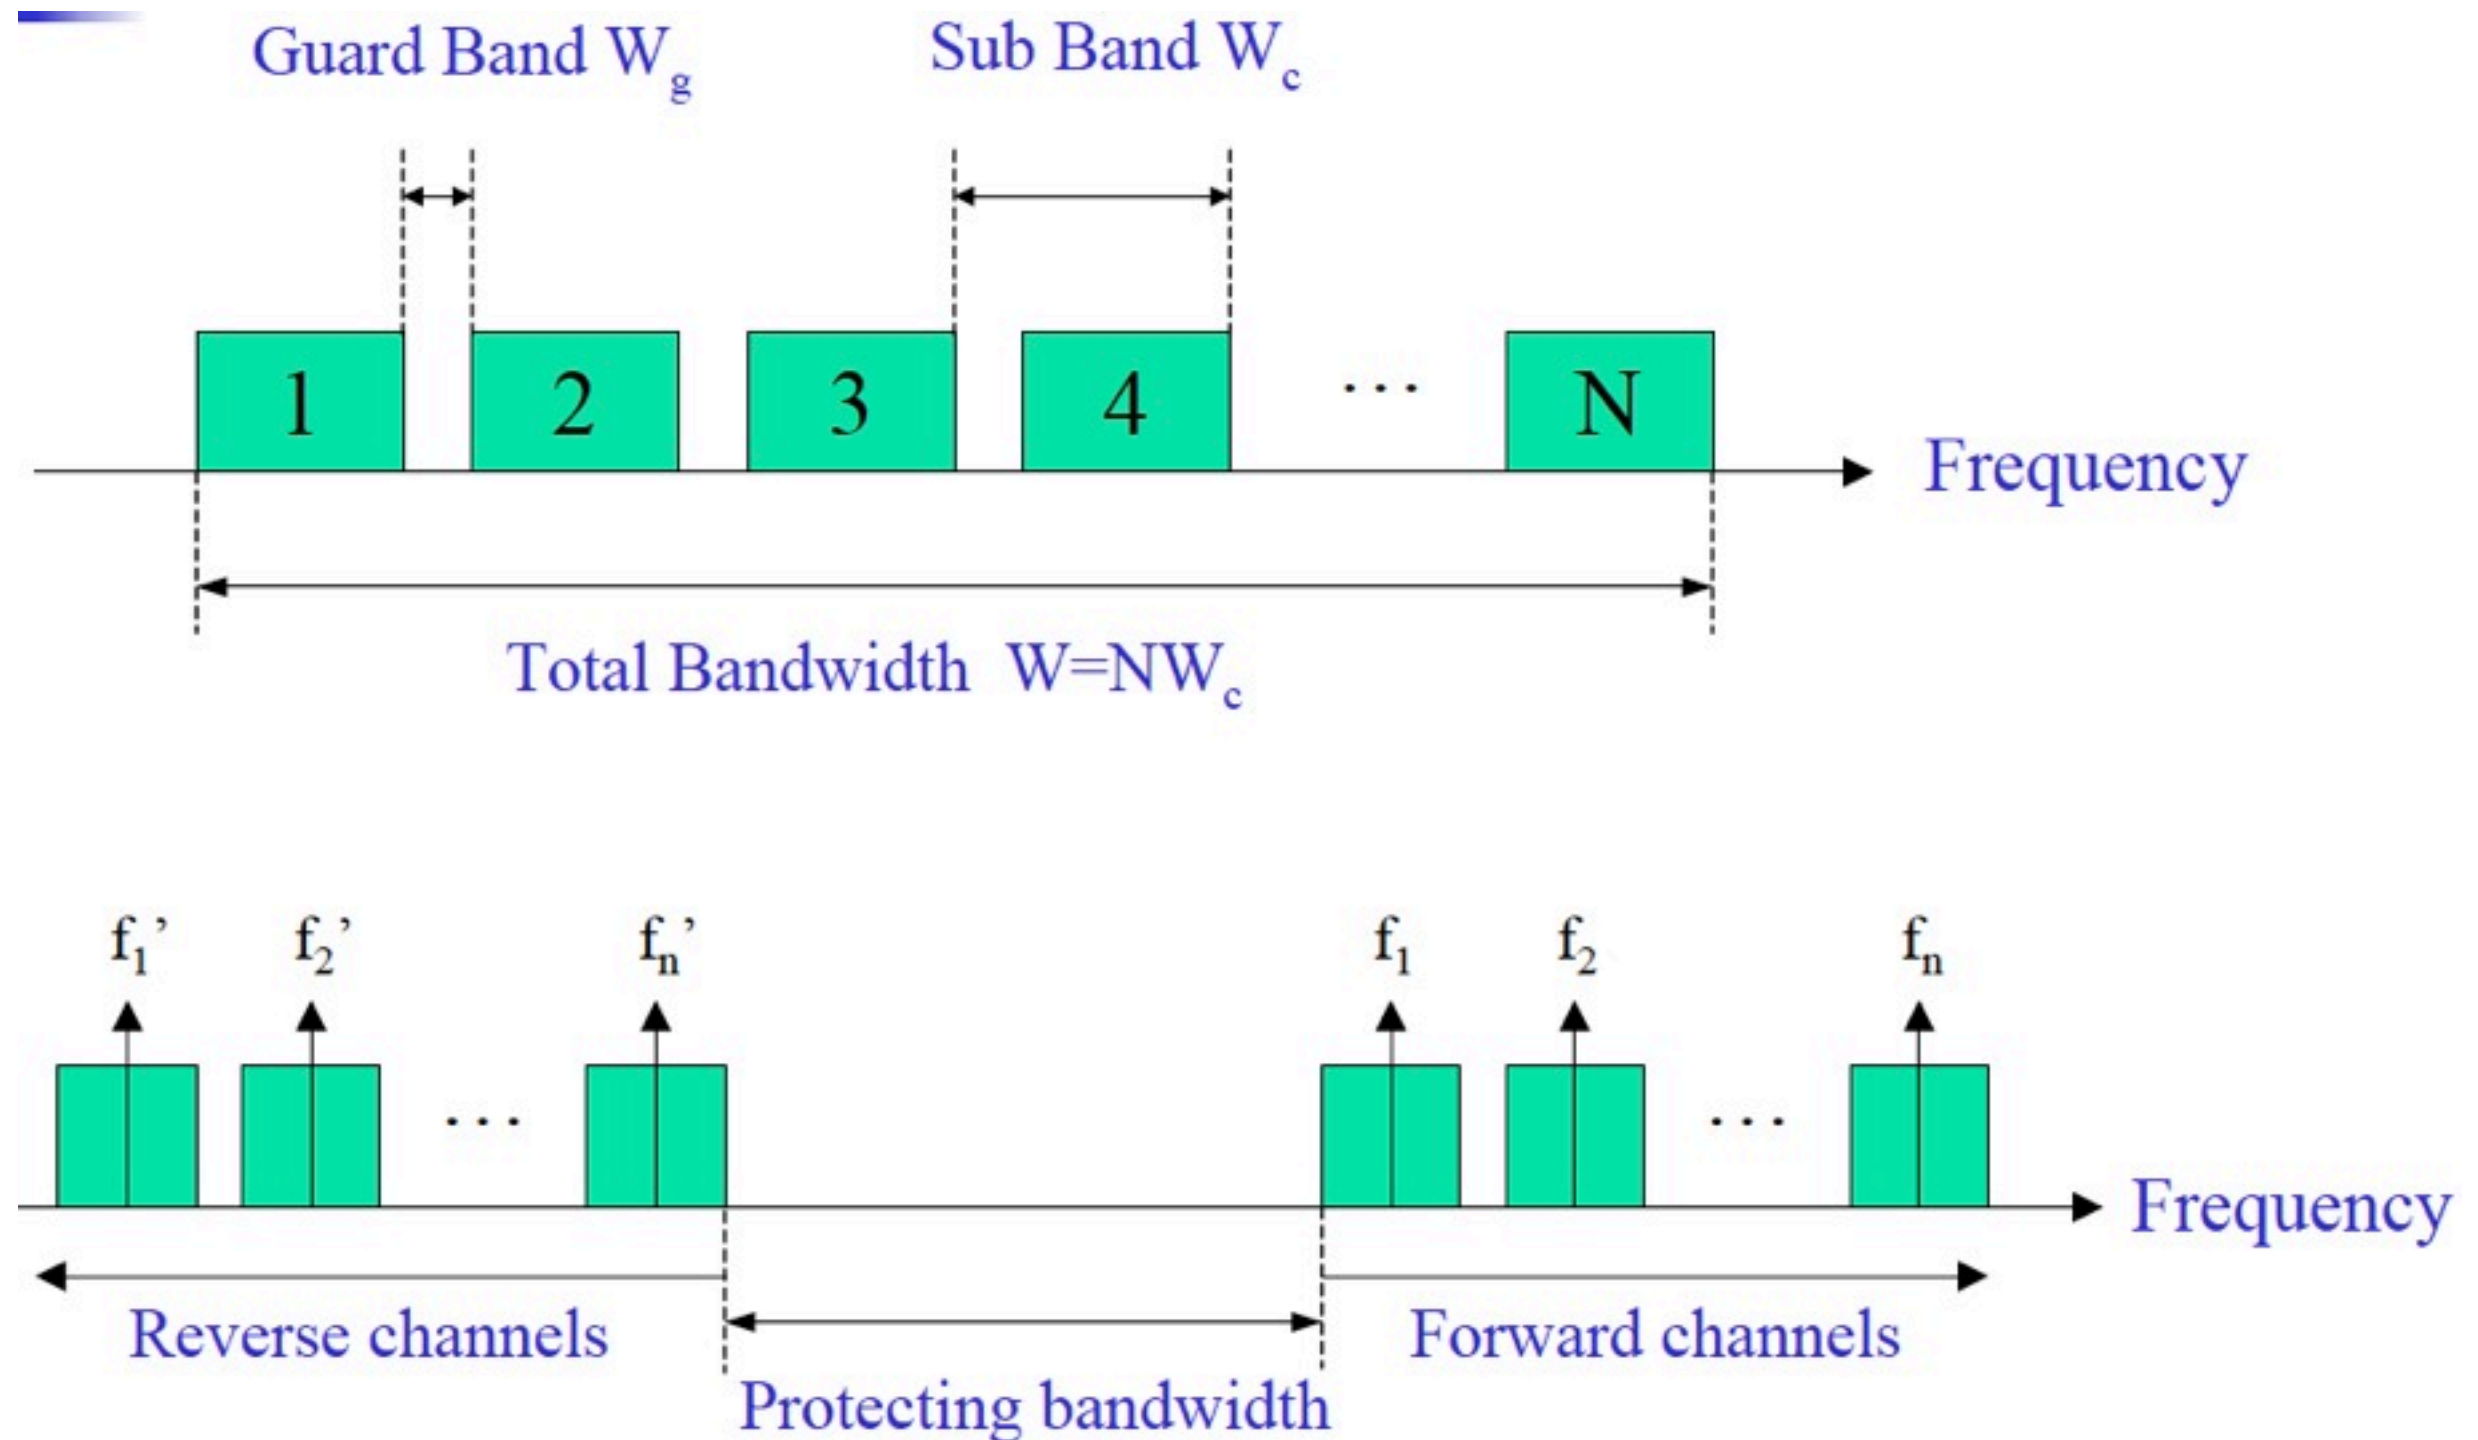 Guard Band Wg
Sub Band Wc
1 2 3 4 ... N
Frequency
Total Bandwidth W=NWc
f1’ f2’ fn’ f1 f2 fn
... ...
Frequency
Reverse channels
Forward channels
Protecting bandwidth